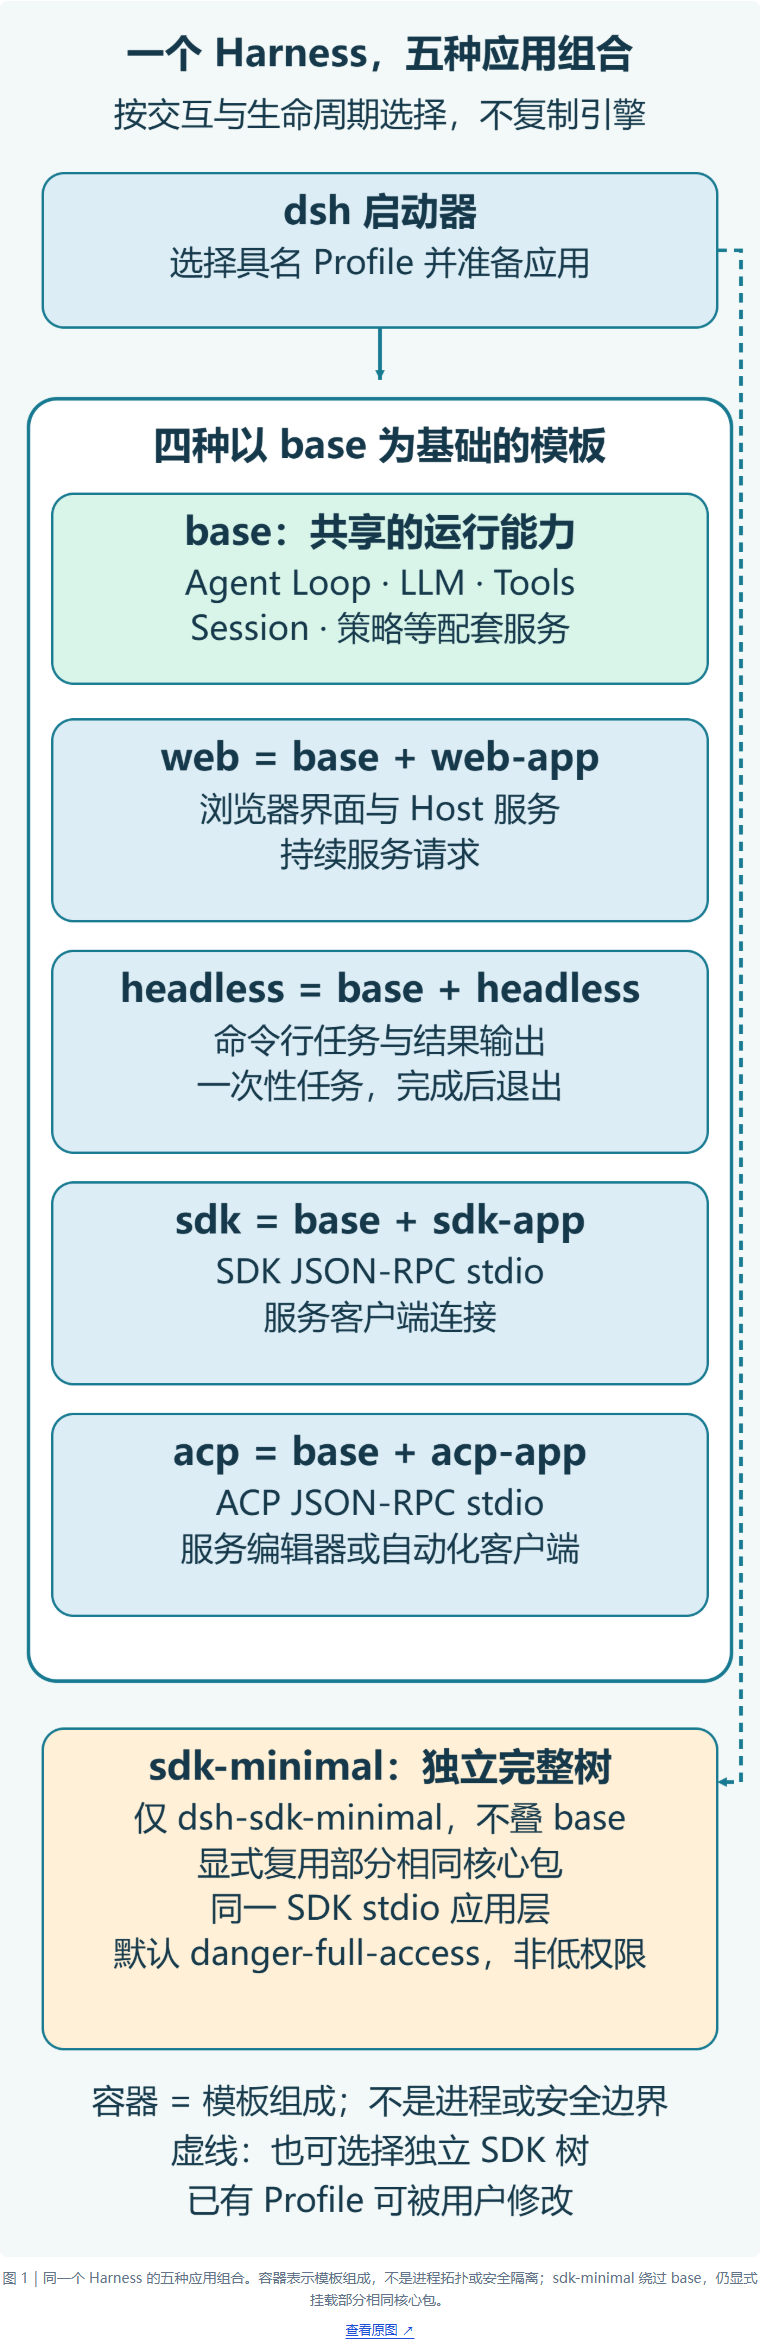 一个 Harness，五种应用组合
按交互与生命周期选择，不复制引擎
dsh 启动器
选择具名 Profile 并准备应用
四种以 base 为基础的模板
base：共享的运行能力
Agent Loop · LLM · Tools
Session · 策略等配套服务
web = base + web-app
浏览器界面与 Host 服务
持续服务请求
headless = base + headless
命令行任务与结果输出
一次性任务，完成后退出
sdk = base + sdk-app
SDK JSON-RPC stdio
服务客户端连接
acp = base + acp-app
ACP JSON-RPC stdio
服务编辑器或自动化客户端
sdk-minimal：独立完整树
仅 dsh-sdk-minimal，不叠 base
显式复用部分相同核心包
同一 SDK stdio 应用层
默认 danger-full-access，非低权限
容器 = 模板组成；不是进程或安全边界
虚线：也可选择独立 SDK 树
已有 Profile 可被用户修改
图 1｜同一个 Harness 的五种应用组合。容器表示模板组成，不是进程拓扑或安全隔离；sdk-minimal 绕过 base，仍显式
挂载部分相同核心包。
查看原图 ↗